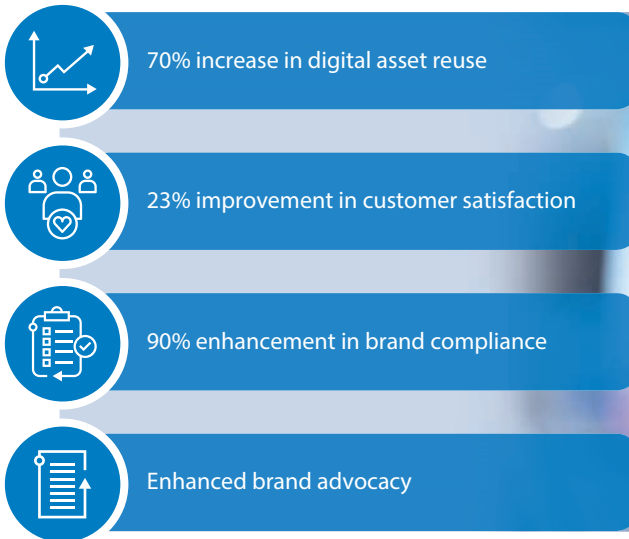 70% increase in digital asset reuse
23% improvement in customer satisfaction
90% enhancement in brand compliance
Enhanced brand advocacy